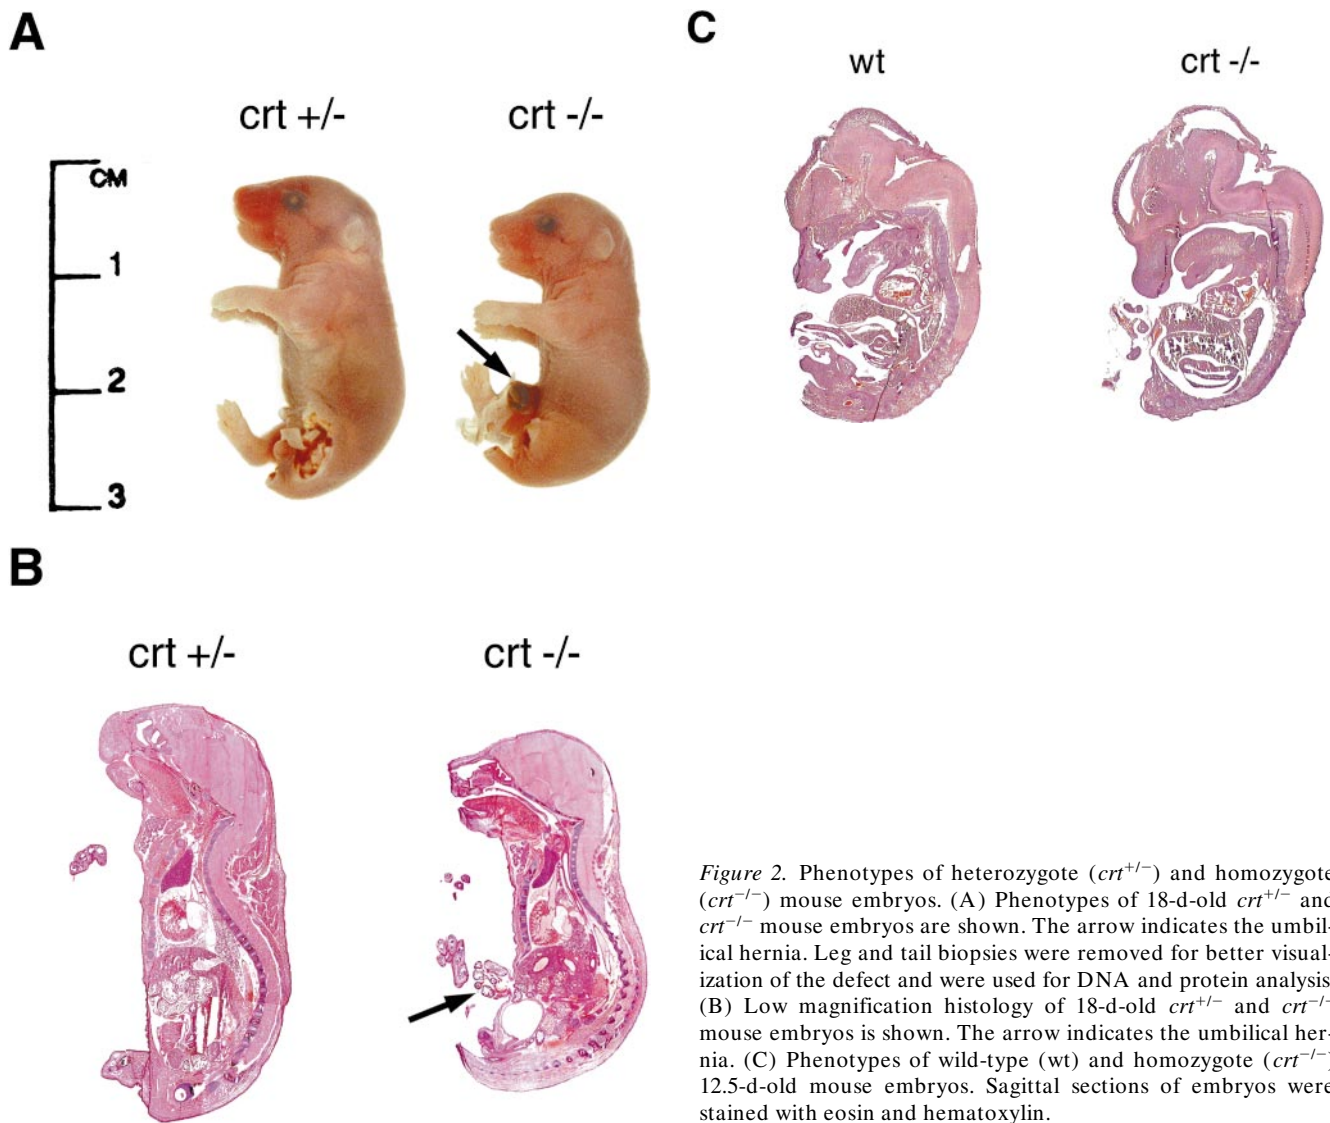 A
crt +/-
crt -/-
CM
1
2
3
B
crt +/-
crt -/-
C
wt
crt -/-
Figure 2. Phenotypes of heterozygote (crt+/−) and homozygote
(crt−/−) mouse embryos. (A) Phenotypes of 18-d-old crt+/− and
crt−/− mouse embryos are shown. The arrow indicates the umbil-
ical hernia. Leg and tail biopsies were removed for better visual-
ization of the defect and were used for DNA and protein analysis
(B) Low magnification histology of 18-d-old crt+/− and crt−/−
mouse embryos is shown. The arrow indicates the umbilical her-
nia. (C) Phenotypes of wild-type (wt) and homozygote (crt−/−)
12.5-d-old mouse embryos. Sagittal sections of embryos were
stained with eosin and hematoxylin.